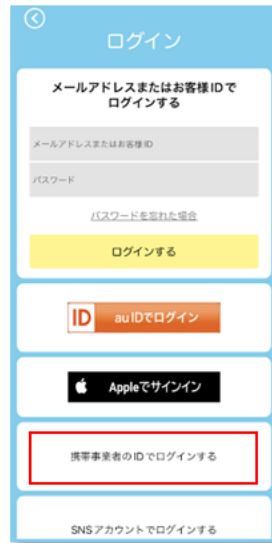 ログイン
メールアドレスまたはお客様IDで
ログインする
メールアドレスまたはお客様ID
パスワード
パスワードを忘れた場合
ログインする
ID au IDでログイン
Appleでサインイン
携帯事業者のIDでログインする
SNSアカウントでログインする